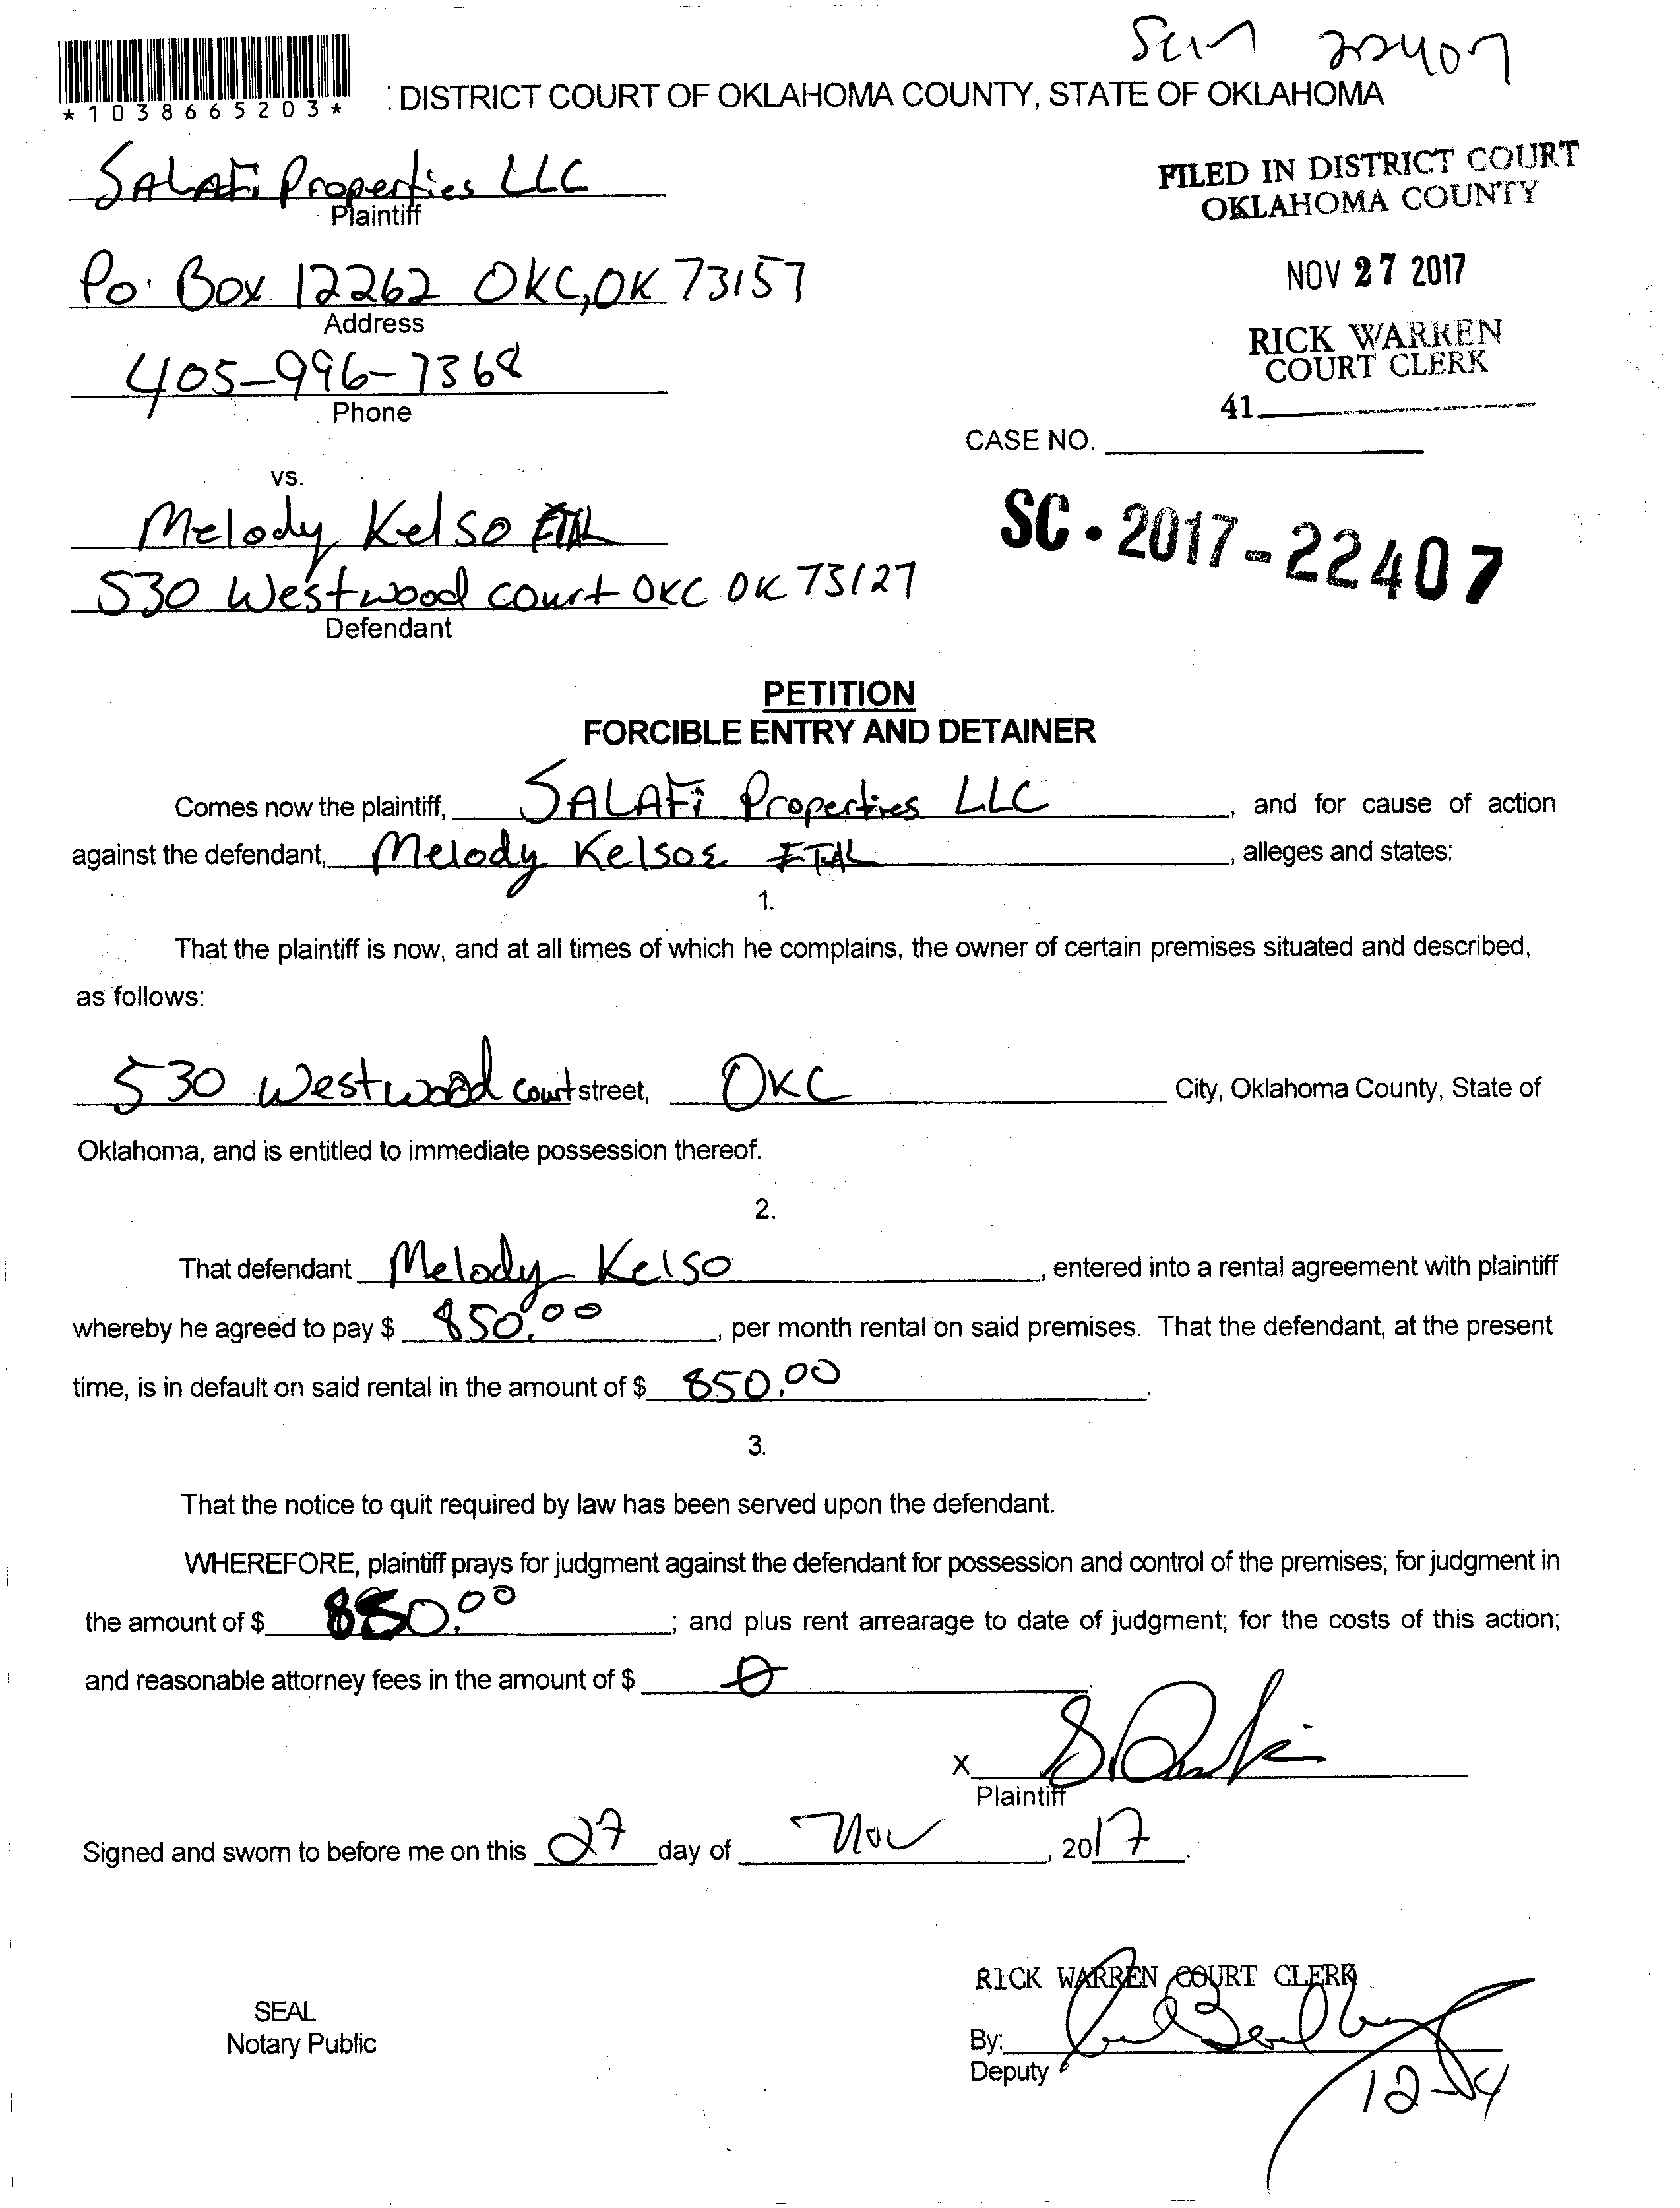 SC17 22407
*1038665203*
: DISTRICT COURT OF OKLAHOMA COUNTY, STATE OF OKLAHOMA
SALAFi Properties LLC
Plaintiff
FILED IN DISTRICT COURT
OKLAHOMA COUNTY
Po. Box 12262 OKC, OK 73157
Address
NOV 27 2017
RICK WARREN
COURT CLERK
405-996-7368
Phone
41
CASE NO.
vs.
Melody Kelso ETAL
SC-2017-22407
530 Westwood court OKC OK 73127
Defendant
PETITION
FORCIBLE ENTRY AND DETAINER
Comes now the plaintiff, SALAFi Properties LLC, and for cause of action
against the defendant, Melody Kelso ETAL, alleges and states:
1.
That the plaintiff is now, and at all times of which he complains, the owner of certain premises situated and described,
as follows:
530 Westwood court street, OKC City, Oklahoma County, State of
Oklahoma, and is entitled to immediate possession thereof.
2.
That defendant Melody Kelso, entered into a rental agreement with plaintiff
whereby he agreed to pay $ 850.00, per month rental on said premises. That the defendant, at the present
time, is in default on said rental in the amount of $ 850.00.
3.
That the notice to quit required by law has been served upon the defendant.
WHEREFORE, plaintiff prays for judgment against the defendant for possession and control of the premises; for judgment in
the amount of $ 850.00; and plus rent arrearage to date of judgment; for the costs of this action;
and reasonable attorney fees in the amount of $ 0.
X
Plaintiff
Signed and sworn to before me on this 27 day of Nov, 2017.
RICK WARREN COURT CLERK
SEAL
Notary Public
By:
Deputy
12-14